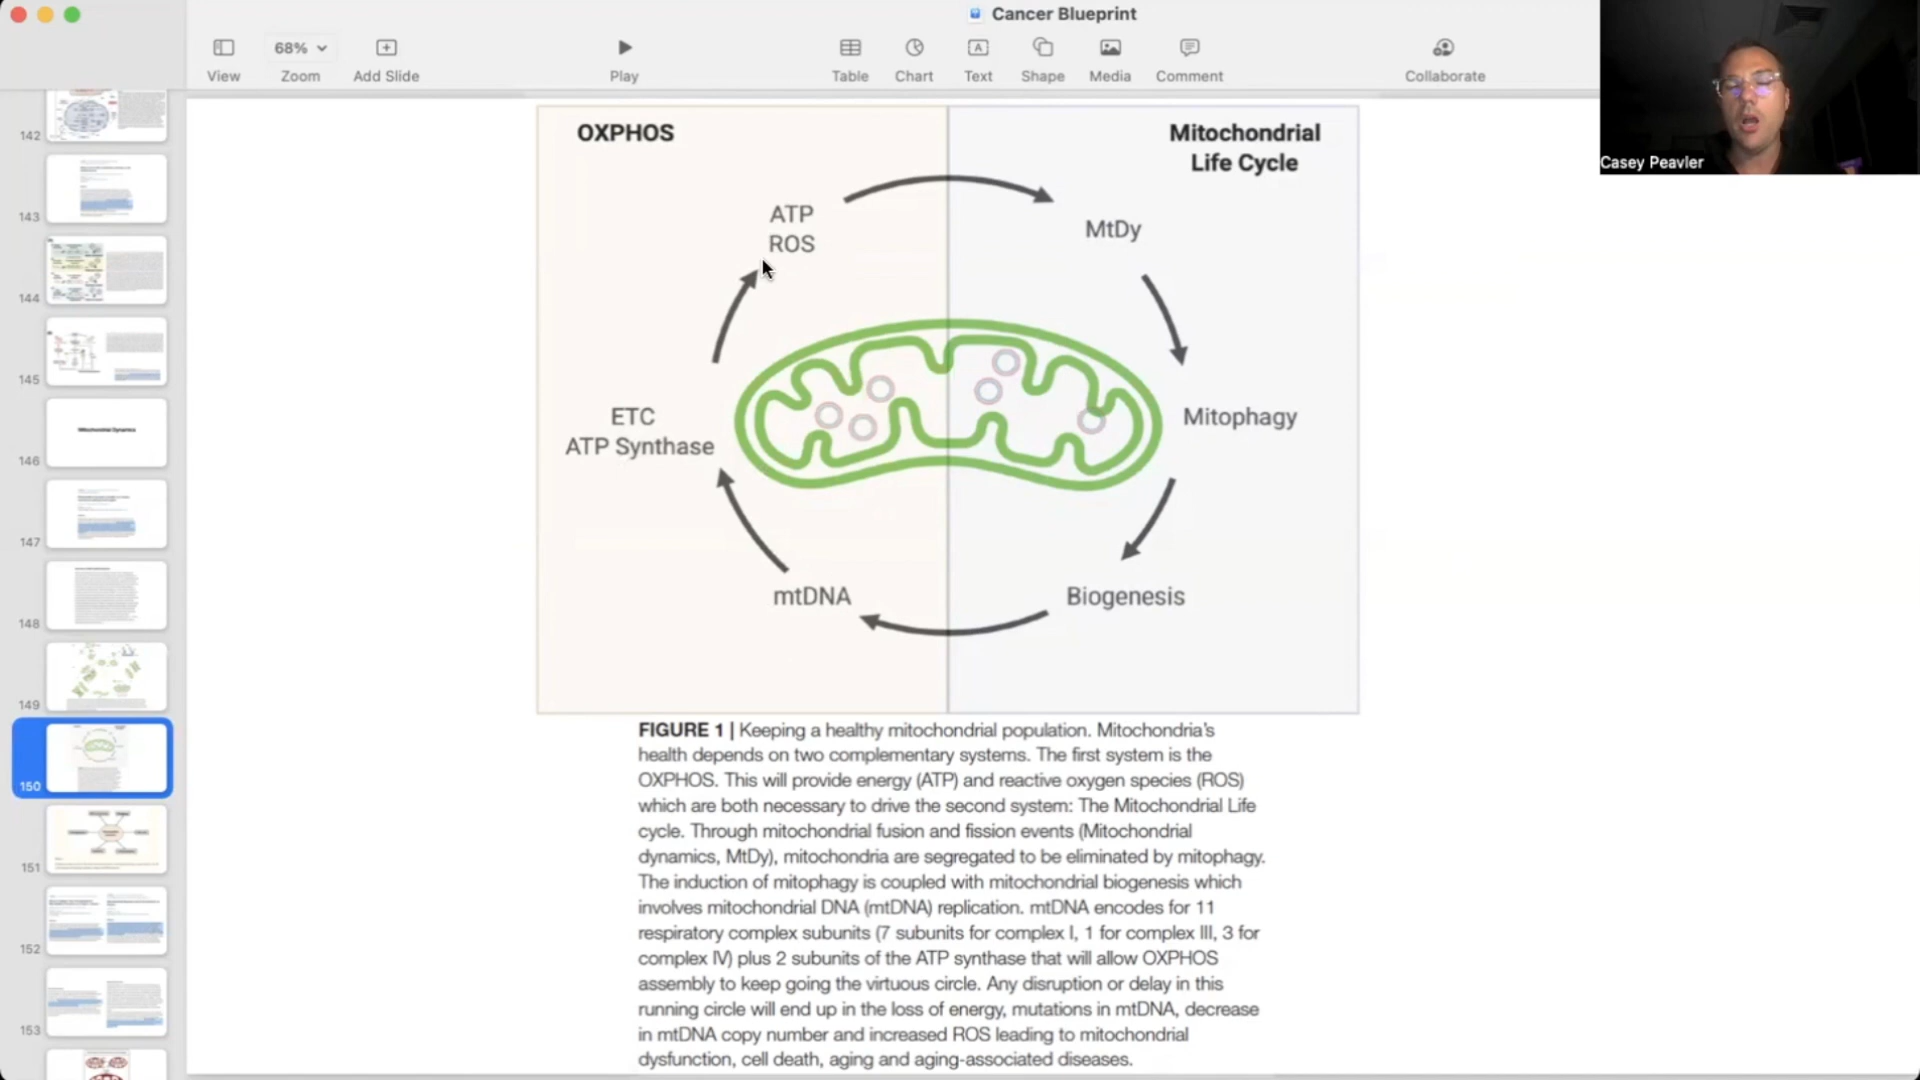 Cancer Blueprint
68%
View
Zoom
Add Slide
Play
Table
Chart
Text
Shape
Media
Comment
Collaborate
Casey Peavler
142
143
144
145
146
Mitochondrial Dynamics
147
148
149
150
151
152
153
OXPHOS
Mitochondrial
Life Cycle
ATP
ROS
MtDy
ETC
ATP Synthase
Mitophagy
mtDNA
Biogenesis
FIGURE 1 | Keeping a healthy mitochondrial population. Mitochondria's
health depends on two complementary systems. The first system is the
OXPHOS. This will provide energy (ATP) and reactive oxygen species (ROS)
which are both necessary to drive the second system: The Mitochondrial Life
cycle. Through mitochondrial fusion and fission events (Mitochondrial
dynamics, MtDy), mitochondria are segregated to be eliminated by mitophagy.
The induction of mitophagy is coupled with mitochondrial biogenesis which
involves mitochondrial DNA (mtDNA) replication. mtDNA encodes for 11
respiratory complex subunits (7 subunits for complex I, 1 for complex III, 3 for
complex IV) plus 2 subunits of the ATP synthase that will allow OXPHOS
assembly to keep going the virtuous circle. Any disruption or delay in this
running circle will end up in the loss of energy, mutations in mtDNA, decrease
in mtDNA copy number and increased ROS leading to mitochondrial
dysfunction, cell death, aging and aging-associated diseases.